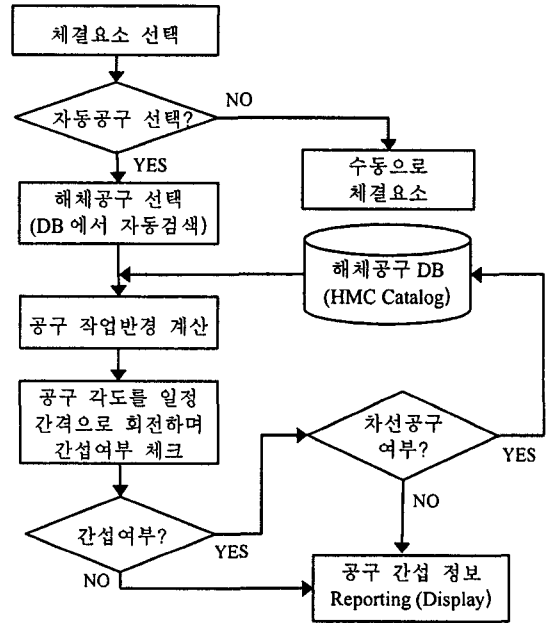 체결요소 선택
자동공구 선택?
NO
YES
수동으로
체결요소
해체공구 선택
(DB에서 자동검색)
해체공구 DB
(HMC Catalog)
공구 작업반경 계산
공구 각도를 일정
간격으로 회전하며
간섭여부 체크
차선공구
여부?
YES
NO
간섭여부?
YES
NO
공구 간섭 정보
Reporting (Display)